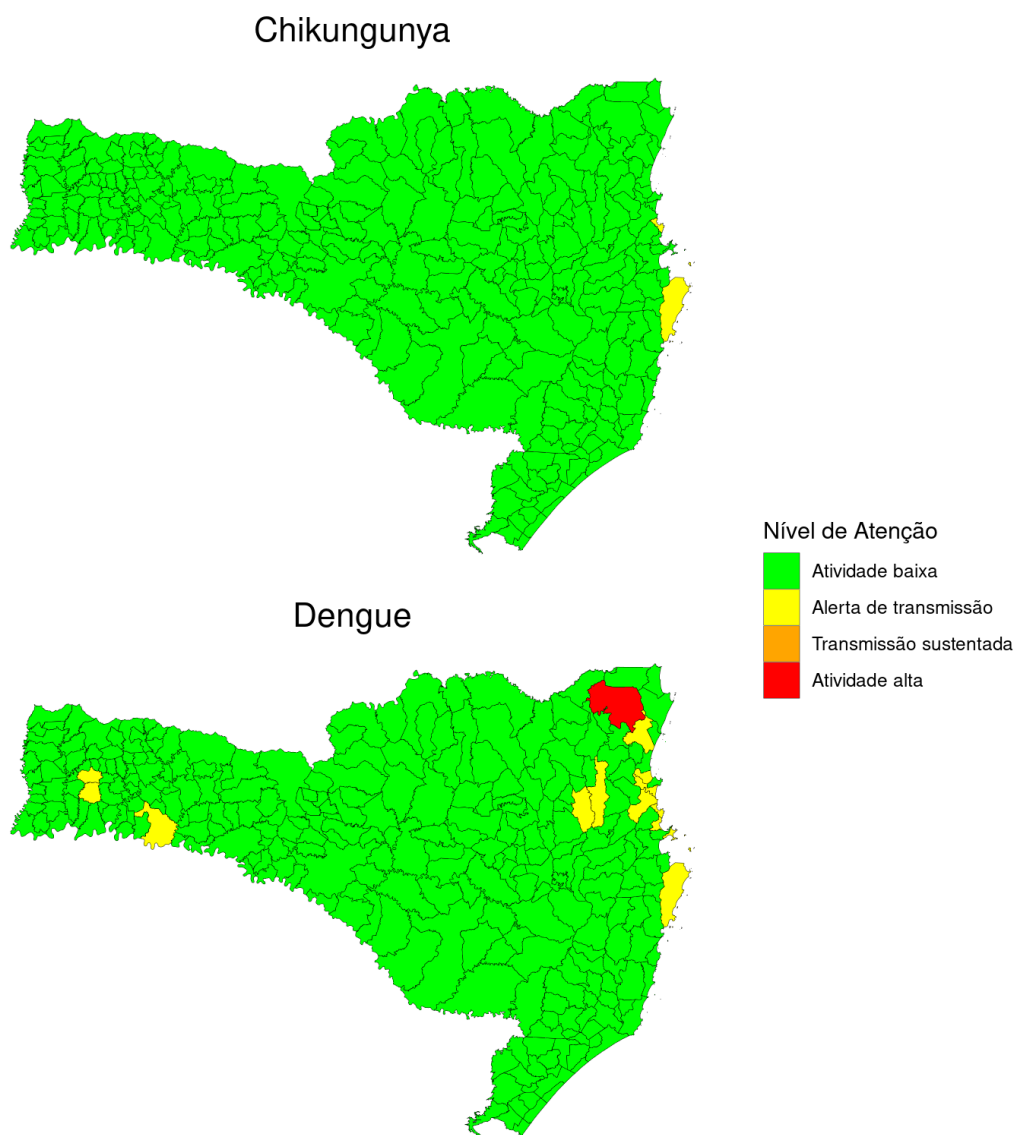 Chikungunya
Nível de Atenção
Atividade baixa
Alerta de transmissão
Transmissão sustentada
Atividade alta
Dengue